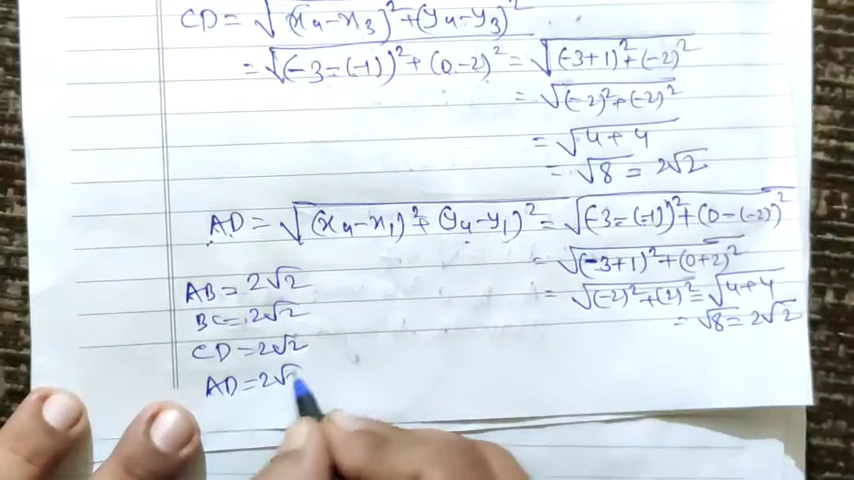 CD = √(x₄-x₃)²+(y₄-y₃)²
= √(-3-(-1))²+(0-2)² = √(-3+1)²+(-2)²
= √(-2)²+(-2)²
= √4+4
= √8 = 2√2
AD = √(x₄-x₁)²+(y₄-y₁)² = √(-3-(-1))²+(0-(-2))²
= √(-3+1)²+(0+2)²
= √(-2)²+(2)² = √4+4
= √8 = 2√2
AB = 2√2
BC = 2√2
CD = 2√2
AD = 2√2